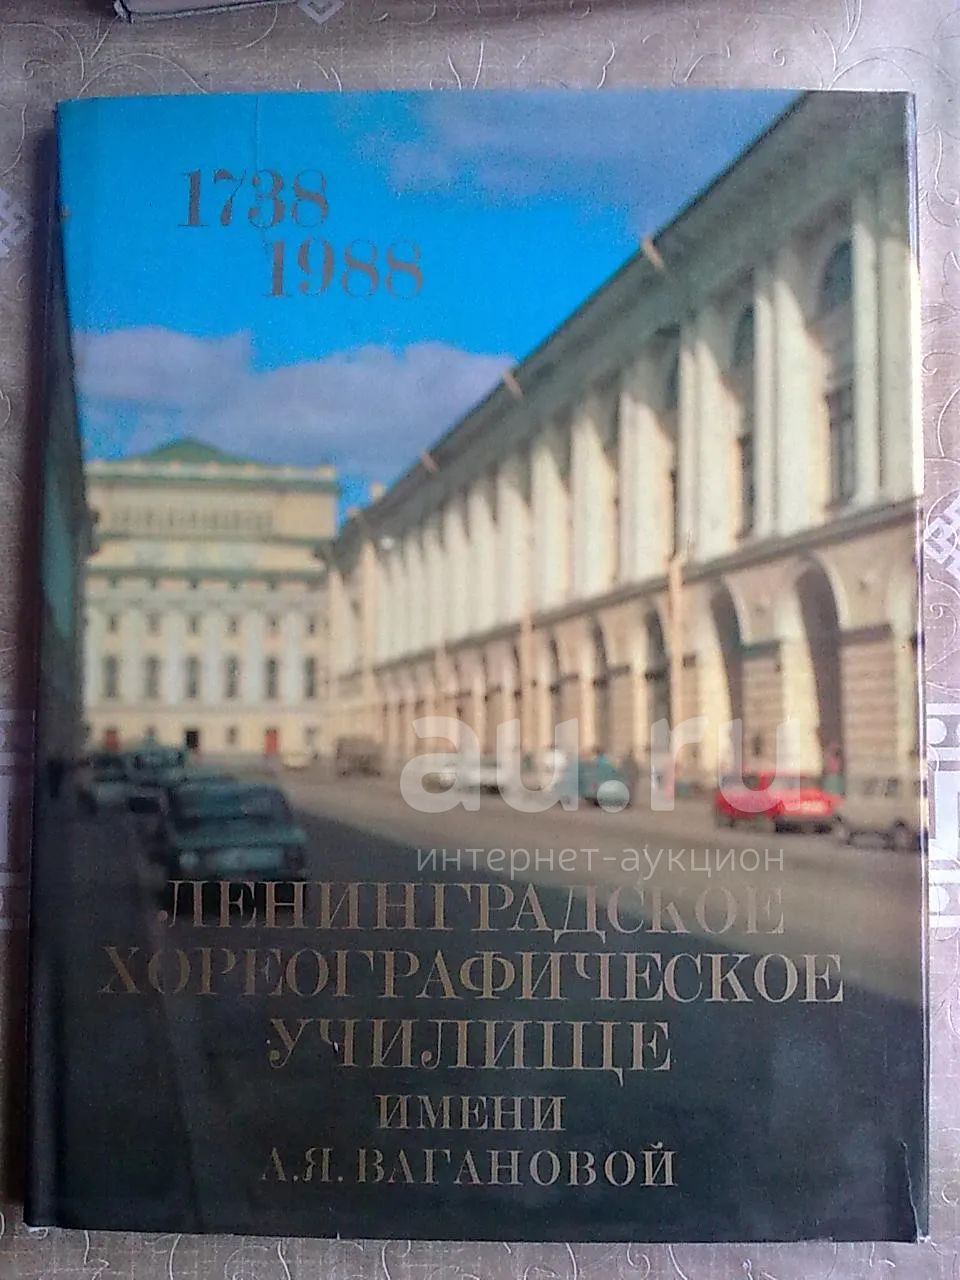 1738
1988
au.ru
интернет-аукцион
ЛЕНИНГРАДСКОЕ
ХОРЕОГРАФИЧЕСКОЕ
УЧИЛИЩЕ
ИМЕНИ
А.Я. ВАГАНОВОЙ